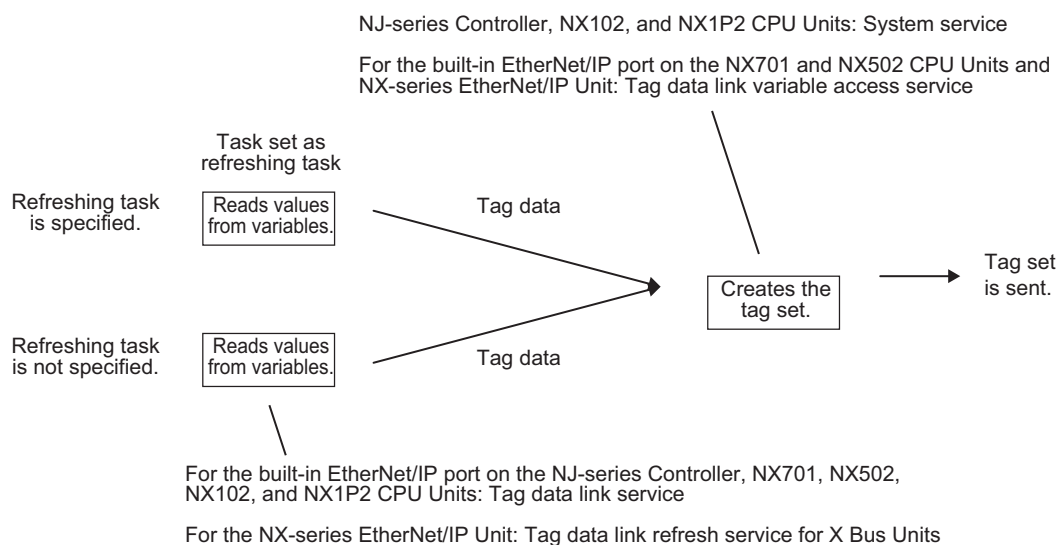 NJ-series Controller, NX102, and NX1P2 CPU Units: System service
For the built-in EtherNet/IP port on the NX701 and NX502 CPU Units and
NX-series EtherNet/IP Unit: Tag data link variable access service
Task set as
refreshing task
Refreshing task
is specified.
Reads values
from variables.
Tag data
Creates the
tag set.
Tag set
is sent.
Refreshing task
is not specified.
Reads values
from variables.
Tag data
For the built-in EtherNet/IP port on the NJ-series Controller, NX701, NX502,
NX102, and NX1P2 CPU Units: Tag data link service
For the NX-series EtherNet/IP Unit: Tag data link refresh service for X Bus Units